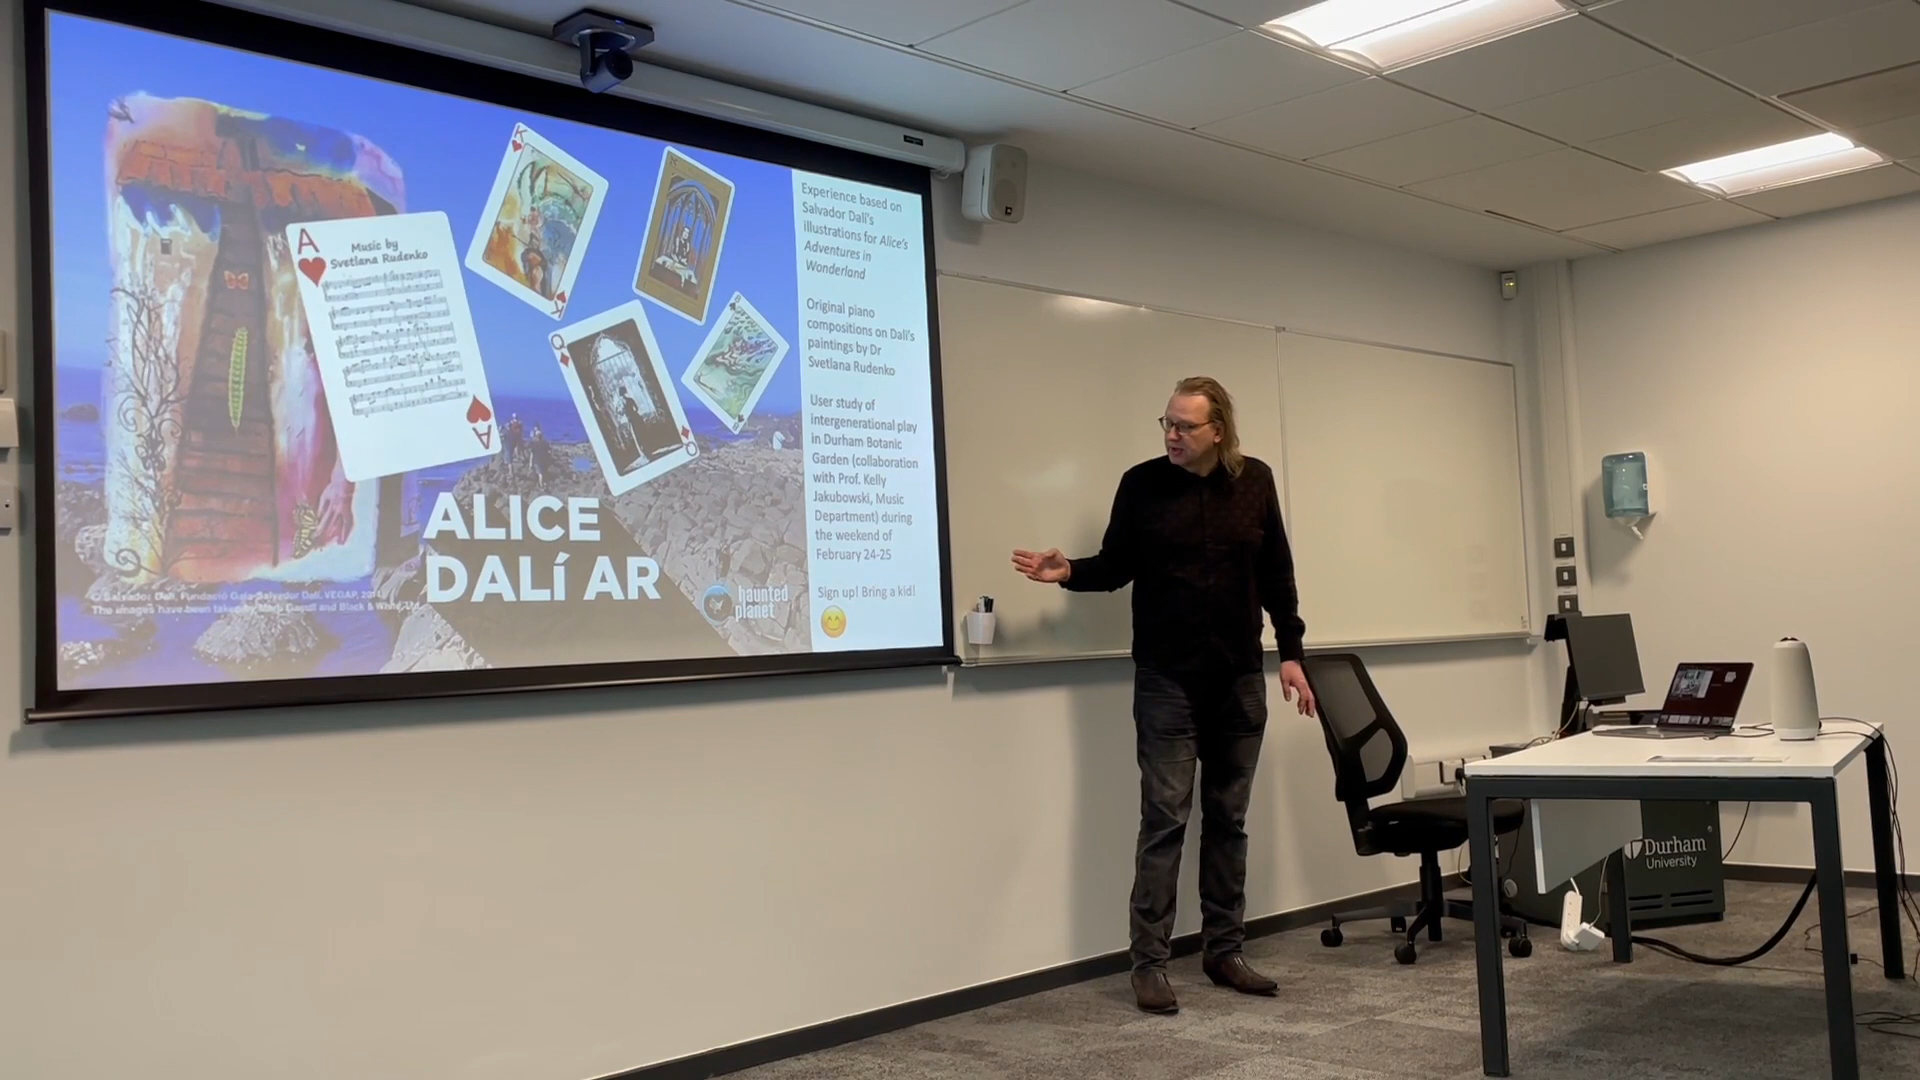 A
Music by
Svetlana Rudenko
A
K
K
Q
Q
ALICE
DALÍ AR
haunted
planet
© Salvador Dalí, Fundació Gala-Salvador Dalí, VEGAP,
The images have been taken by Mark Gamill and Black & White Ltd.
Experience based on
Salvador Dalí's
illustrations for Alice's
Adventures in
Wonderland
Original piano
compositions on Dalí's
paintings by Dr
Svetlana Rudenko
User study of
intergenerational play
in Durham Botanic
Garden (collaboration
with Prof. Kelly
Jakubowski, Music
Department) during
the weekend of
February 24-25
Sign up! Bring a kid!
Durham
University